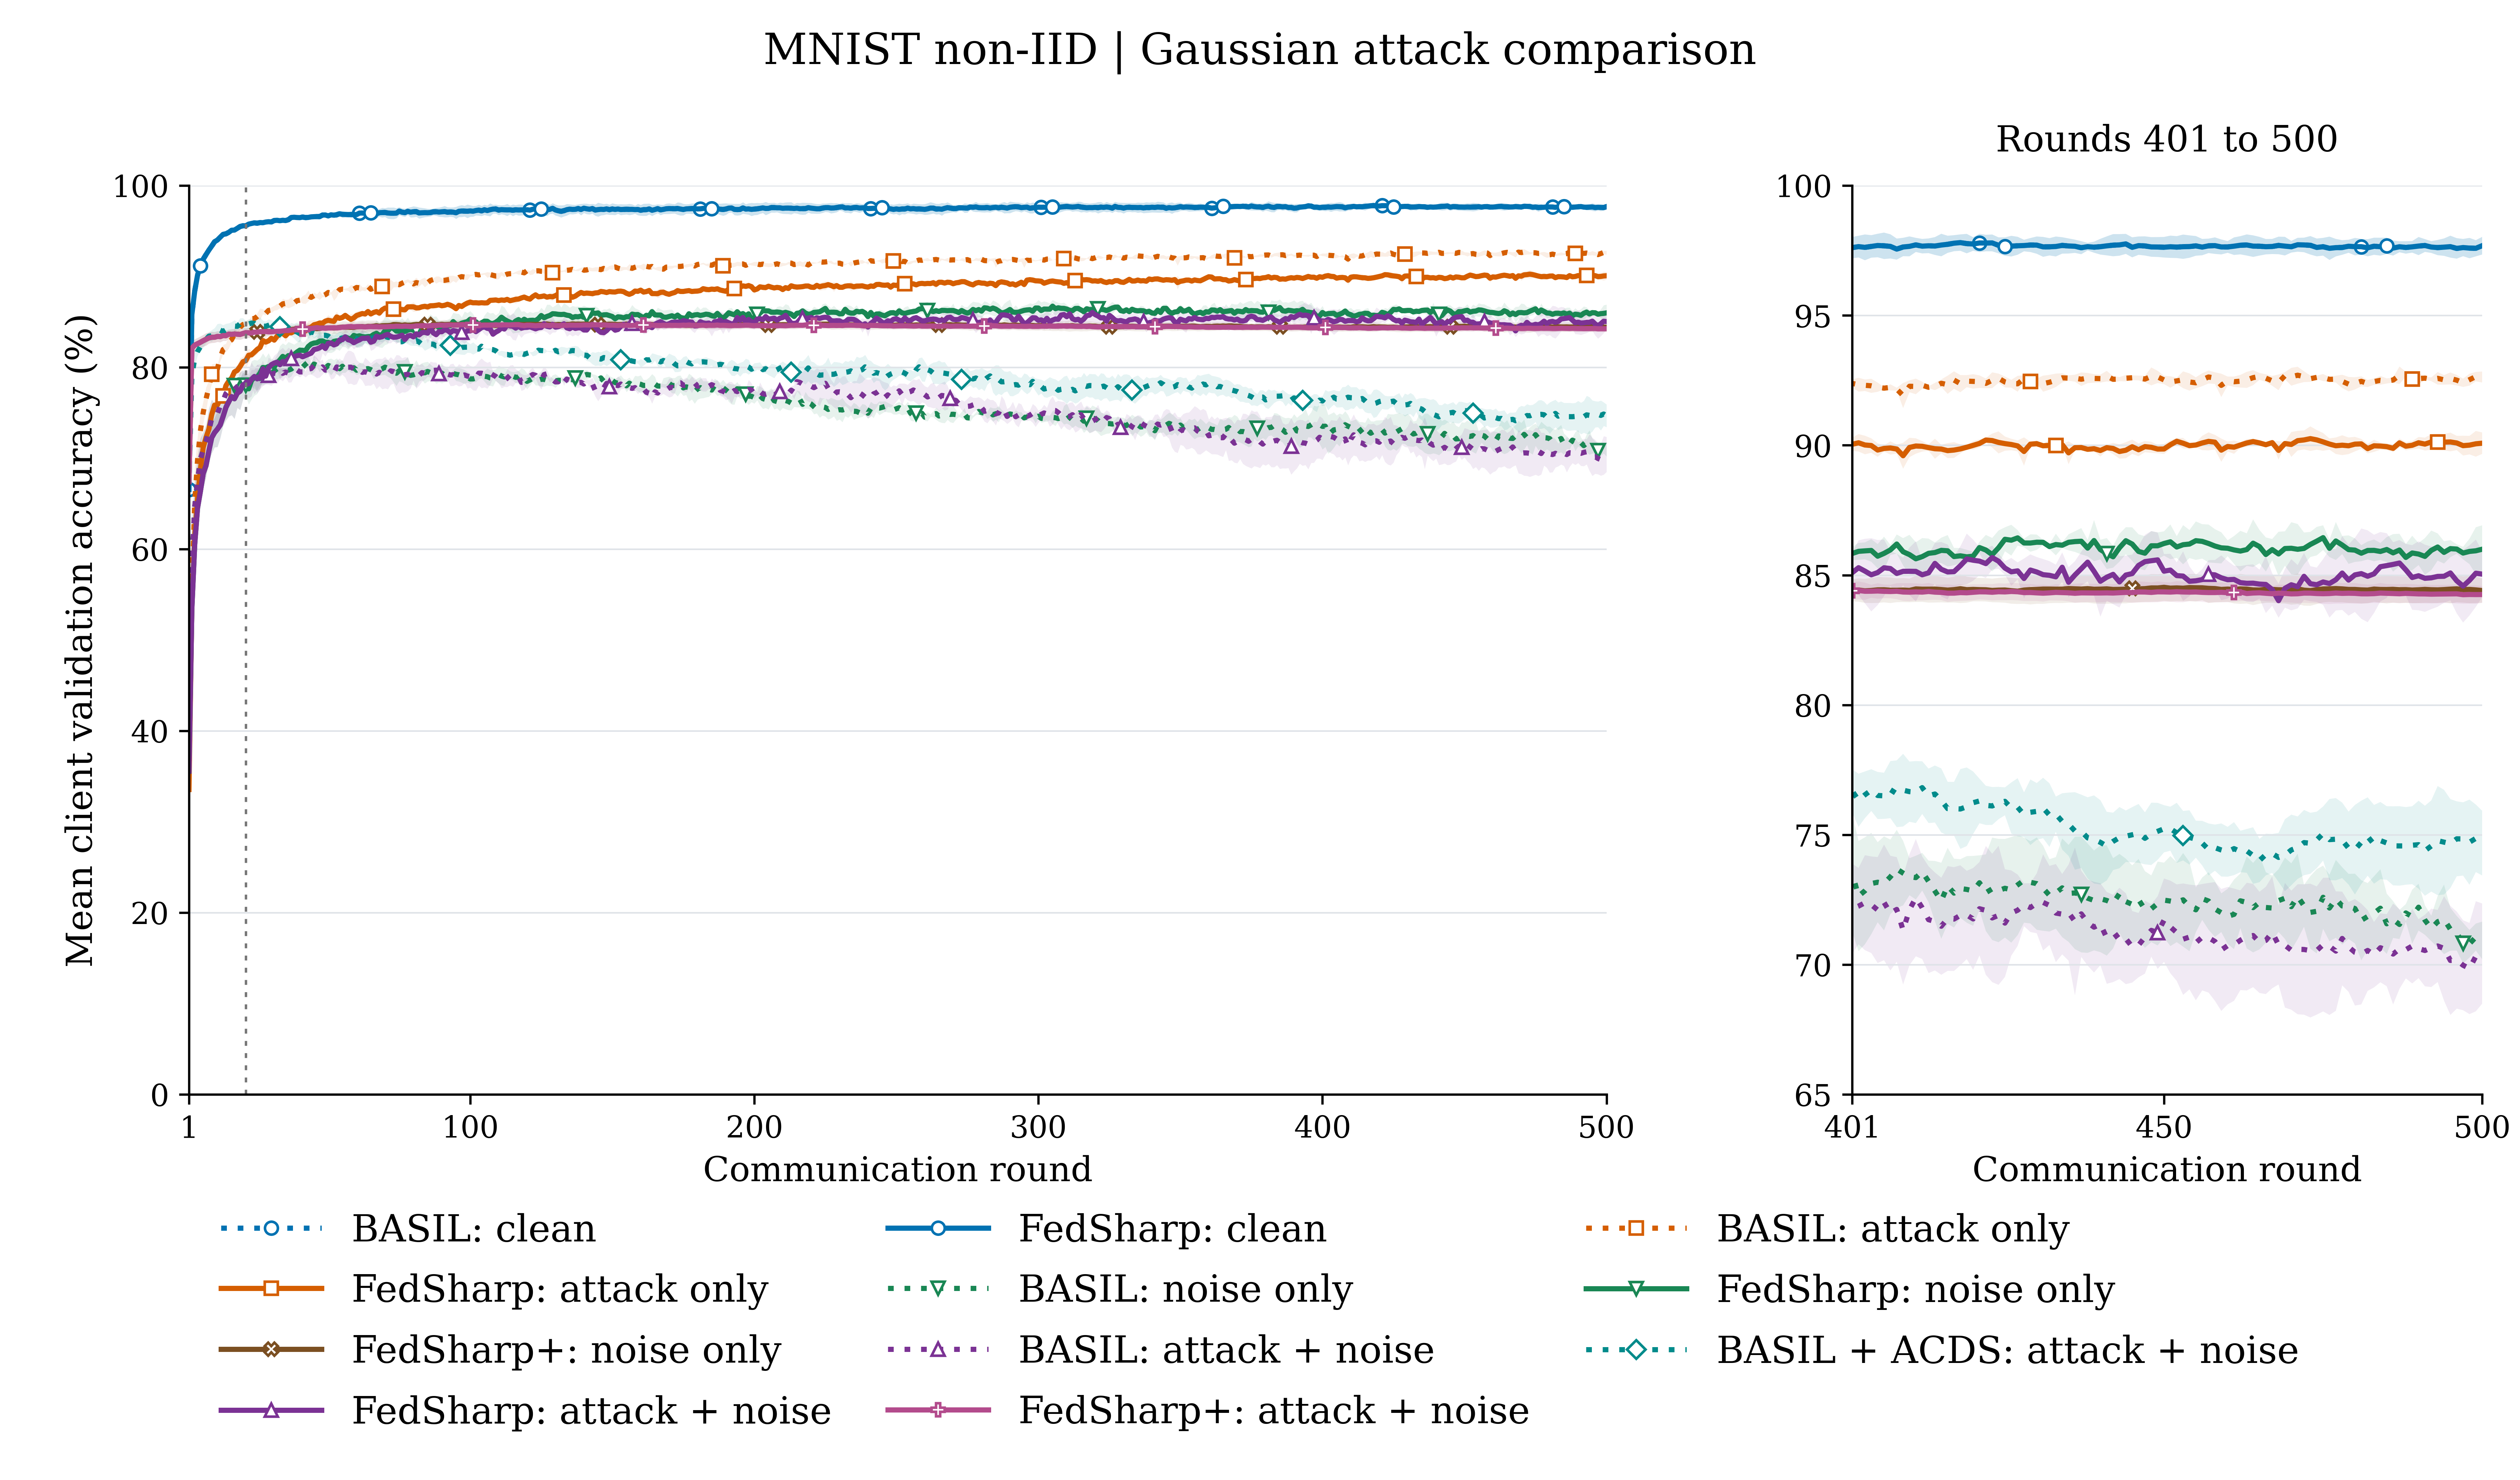 MNIST non-IID | Gaussian attack comparison
Rounds 401 to 500
Mean client validation accuracy (%)
100
80
60
40
20
0
1
100
200
300
400
500
Communication round
100
95
90
85
80
75
70
65
401
450
500
Communication round
BASIL: clean
FedSharp: clean
BASIL: attack only
FedSharp: attack only
BASIL: noise only
FedSharp: noise only
FedSharp+: noise only
BASIL: attack + noise
BASIL + ACDS: attack + noise
FedSharp: attack + noise
FedSharp+: attack + noise